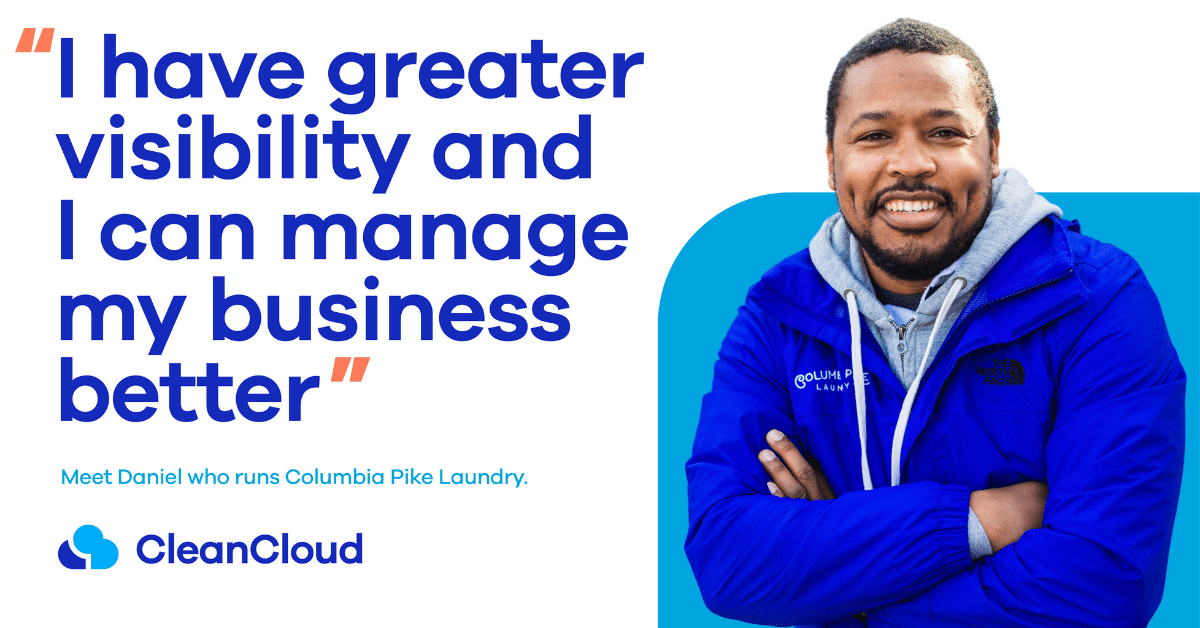 “I have greater
visibility and
I can manage
my business
better”
Meet Daniel who runs Columbia Pike Laundry.
CleanCloud